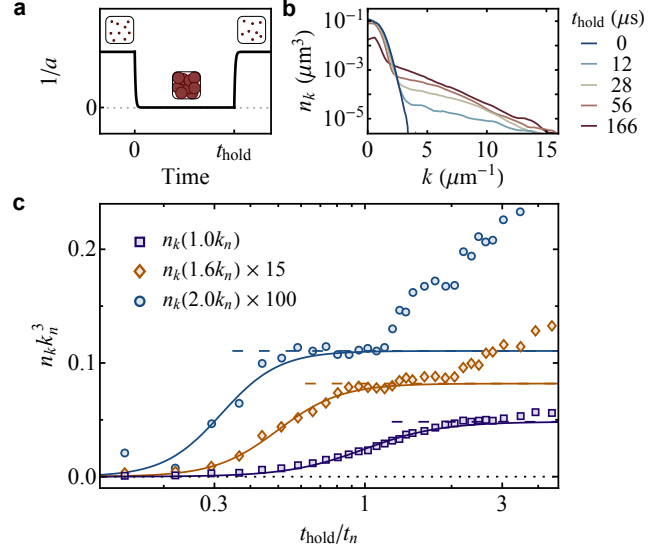 a
1/a
0
0
t_hold
Time
b
n_k (μm³)
10⁻¹
10⁻³
10⁻⁵
0
5
10
15
k (μm⁻¹)
t_hold (μs)
0
12
28
56
166
c
n_k k_n³
0.2
0.1
0.0
n_k(1.0k_n)
n_k(1.6k_n) × 15
n_k(2.0k_n) × 100
0.3
1
3
t_hold/t_n